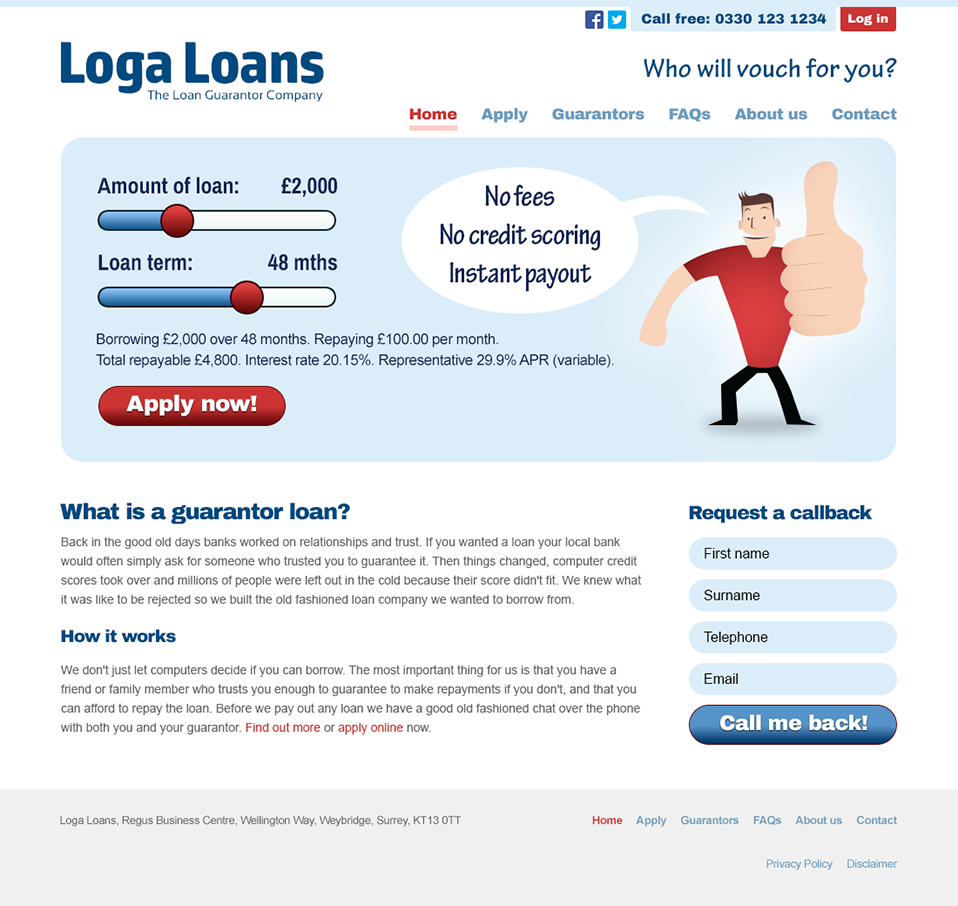 Call free: 0330 123 1234
Log in
Loga Loans
The Loan Guarantor Company
Who will vouch for you?
Home Apply Guarantors FAQs About us Contact
Amount of loan: £2,000
Loan term: 48 mths
No fees
No credit scoring
Instant payout
Borrowing £2,000 over 48 months. Repaying £100.00 per month.
Total repayable £4,800. Interest rate 20.15%. Representative 29.9% APR (variable).
Apply now!
What is a guarantor loan?
Back in the good old days banks worked on relationships and trust. If you wanted a loan your local bank
would often simply ask for someone who trusted you to guarantee it. Then things changed, computer credit
scores took over and millions of people were left out in the cold because their score didn't fit. We knew what
it was like to be rejected so we built the old fashioned loan company we wanted to borrow from.
How it works
We don't just let computers decide if you can borrow. The most important thing for us is that you have a
friend or family member who trusts you enough to guarantee to make repayments if you don't, and that you
can afford to repay the loan. Before we pay out any loan we have a good old fashioned chat over the phone
with both you and your guarantor. Find out more or apply online now.
Request a callback
First name
Surname
Telephone
Email
Call me back!
Loga Loans, Regus Business Centre, Wellington Way, Weybridge, Surrey, KT13 0TT
Home Apply Guarantors FAQs About us Contact
Privacy Policy Disclaimer